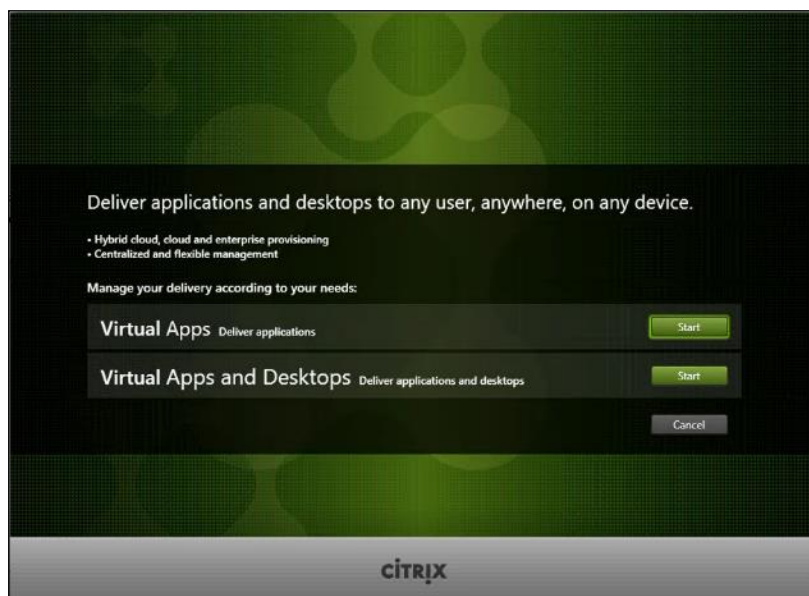 Deliver applications and desktops to any user, anywhere, on any device.
• Hybrid cloud, cloud and enterprise provisioning
• Centralized and flexible management
Manage your delivery according to your needs:
Virtual Apps Deliver applications Start
Virtual Apps and Desktops Deliver applications and desktops Start
Cancel
CİTRIX